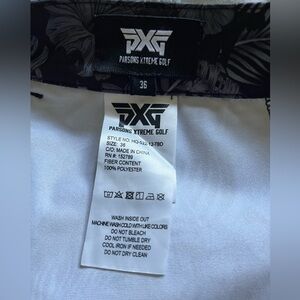 PXG
PARSONS XTREME GOLF
36
PXG
PARSONS XTREME GOLF
SIZE: 36
C/O: MADE IN CHINA
RN #: 152789
FIBER CONTENT
100% POLYESTER
WASH INSIDE OUT
MACHINE WASH COLD WITH LIKE COLORS
DO NOT BLEACH
DO NOT TUMBLE DRY
COOL IRON IF NEEDED
DO NOT DRY CLEAN